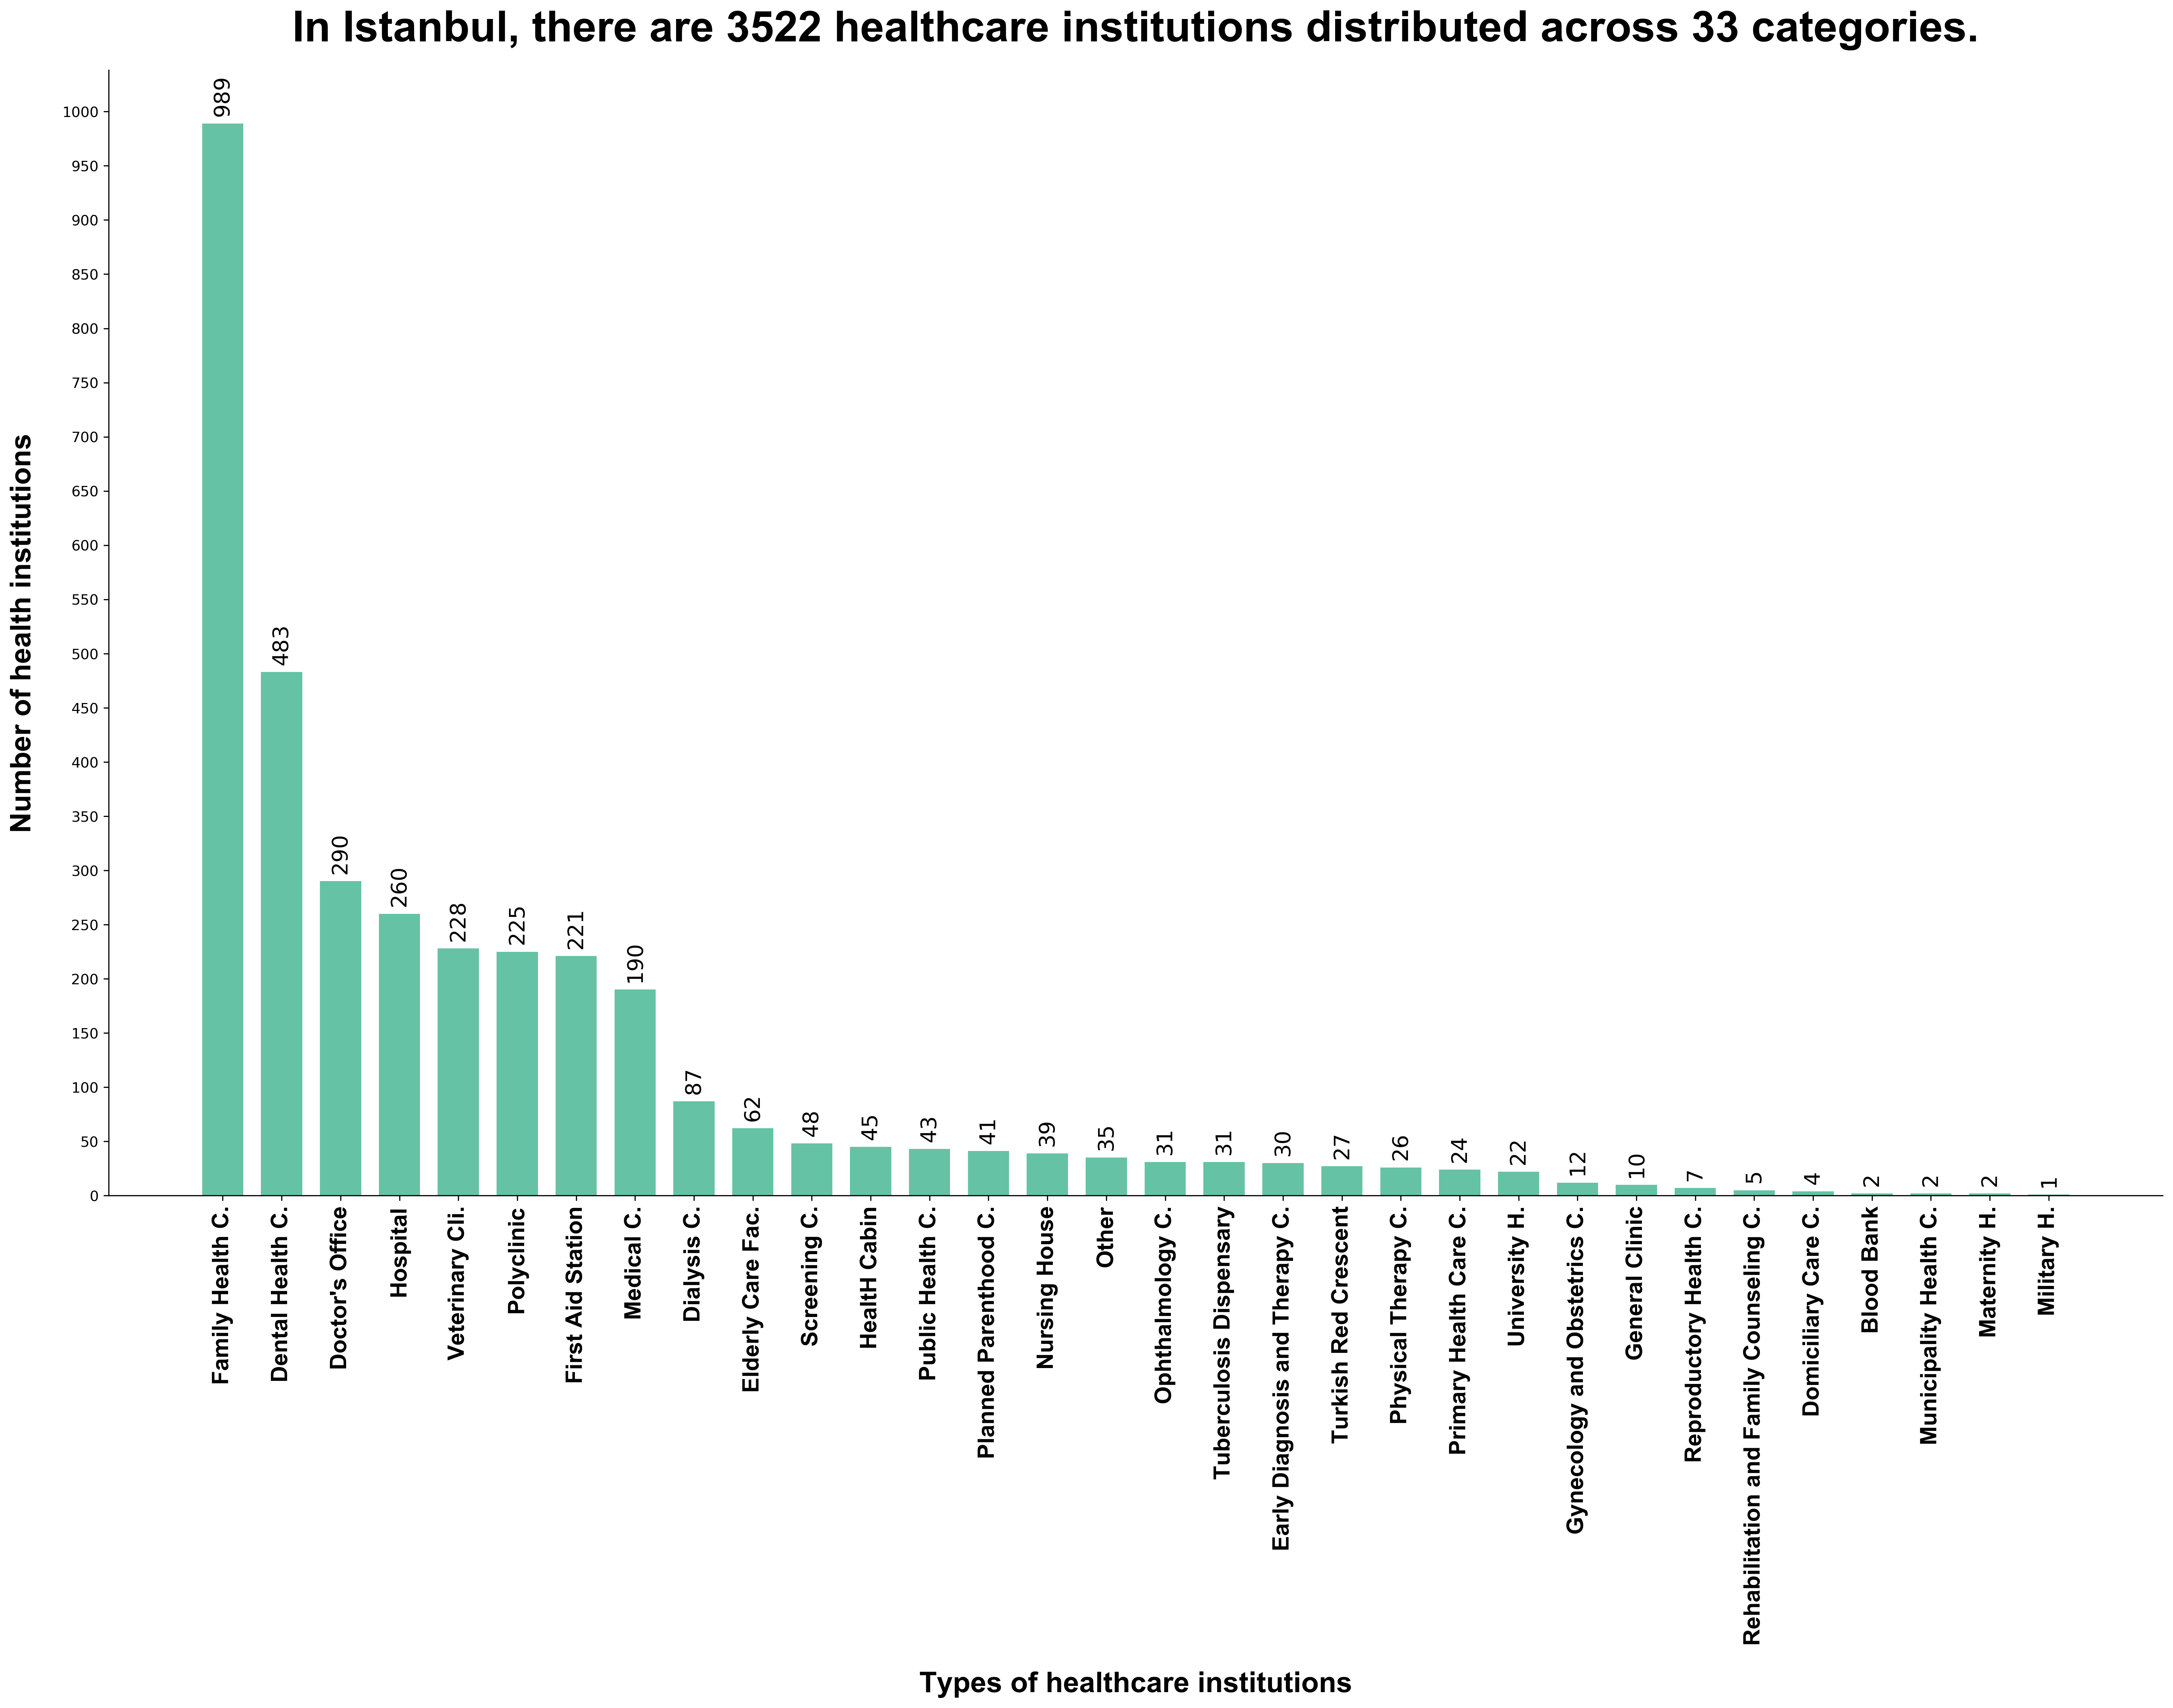 In Istanbul, there are 3522 healthcare institutions distributed across 33 categories.
Number of health institutions
1000
950
900
850
800
750
700
650
600
550
500
450
400
350
300
250
200
150
100
50
0
989
483
290
260
228
225
221
190
87
62
48
45
43
41
39
35
31
31
30
27
26
24
22
12
10
7
5
4
2
2
2
1
Family Health C.
Dental Health C.
Doctor's Office
Hospital
Veterinary Cli.
Polyclinic
First Aid Station
Medical C.
Dialysis C.
Elderly Care Fac.
Screening C.
HealtH Cabin
Public Health C.
Planned Parenthood C.
Nursing House
Other
Ophthalmology C.
Tuberculosis Dispensary
Early Diagnosis and Therapy C.
Turkish Red Crescent
Physical Therapy C.
Primary Health Care C.
University H.
Gynecology and Obstetrics C.
General Clinic
Reproductory Health C.
Rehabilitation and Family Counseling C.
Domiciliary Care C.
Blood Bank
Municipality Health C.
Maternity H.
Military H.
Types of healthcare institutions